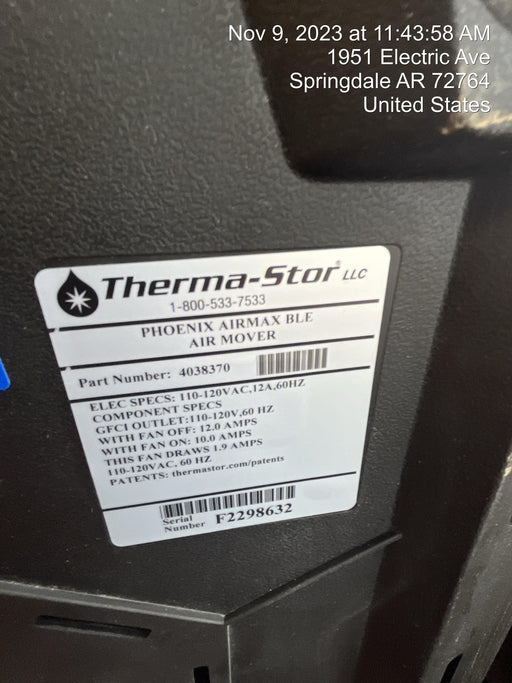 Nov 9, 2023 at 11:43:58 AM
1951 Electric Ave
Springdale AR 72764
United States
Therma-Stor® LLC
1-800-533-7533
PHOENIX AIRMAX BLE
AIR MOVER
Part Number: 4038370
ELEC SPECS: 110-120VAC,12A,60HZ
COMPONENT SPECS
GFCI OUTLET:110-120V,60 HZ
WITH FAN OFF: 12.0 AMPS
WITH FAN ON: 10.0 AMPS
THIS FAN DRAWS 1.9 AMPS
110-120VAC, 60 HZ
PATENTS: thermastor.com/patents
Serial
Number F2298632